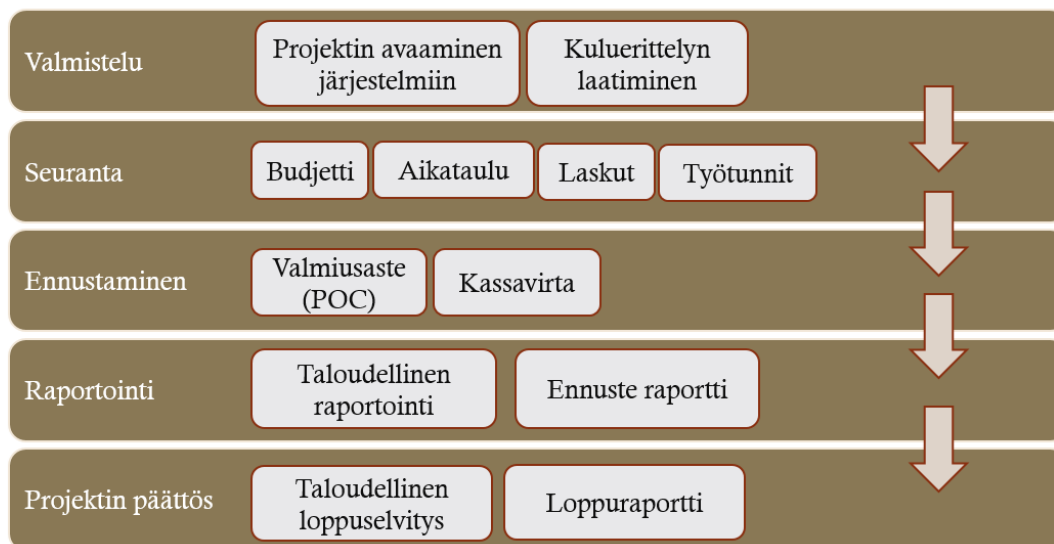 Valmistelu
Projektin avaaminen
järjestelmiin
Kuluerittelyn
laatiminen
Seuranta
Budjetti
Aikataulu
Laskut
Työtunnit
Ennustaminen
Valmiusaste
(POC)
Kassavirta
Raportointi
Taloudellinen
raportointi
Ennuste raportti
Projektin päättös
Taloudellinen
loppuselvitys
Loppuraportti